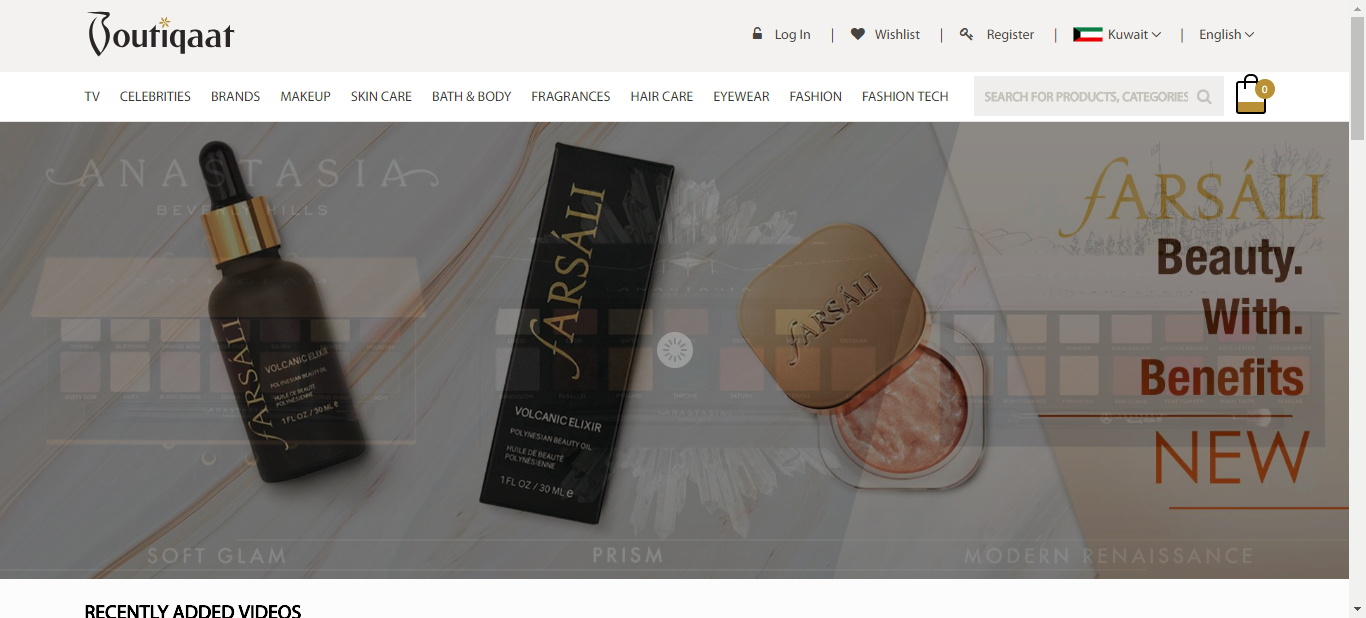 Boutiqaat
Log In | Wishlist | Register | Kuwait | English
TV CELEBRITIES BRANDS MAKEUP SKIN CARE BATH & BODY FRAGRANCES HAIR CARE EYEWEAR FASHION FASHION TECH SEARCH FOR PRODUCTS, CATEGORIES 0
ANASTASIA
BEVERLY HILLS
FARSÁLI
VOLCANIC ELIXIR
POLYNESIAN BEAUTY OIL
HUILE DE BEAUTÉ
POLYNÉSIENNE
1 FL OZ / 30 ML e
FARSÁLI
VOLCANIC ELIXIR
POLYNESIAN BEAUTY OIL
HUILE DE BEAUTÉ
POLYNÉSIENNE
1 FL OZ / 30 ML e
FARSÁLI
FARSÁLI
Beauty.
With.
Benefits
NEW
SOFT GLAM
PRISM
MODERN RENAISSANCE
RECENTLY ADDED VIDEOS